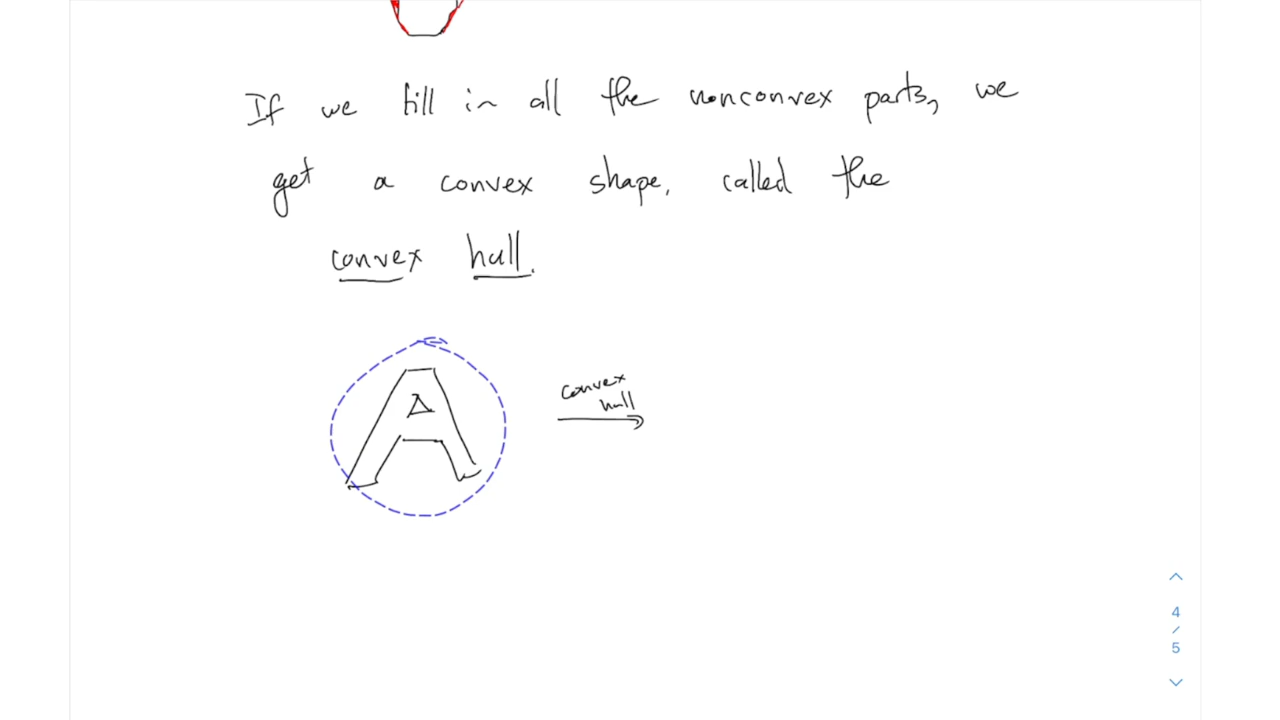 If we fill in all the nonconvex parts, we
get a convex shape, called the
convex hull.
A
convex
hull
4
/
5